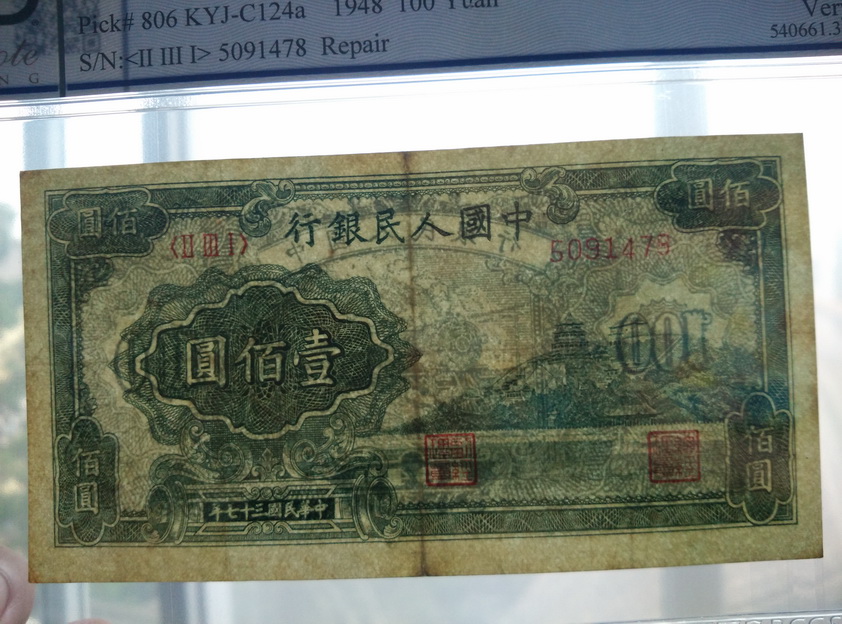 Pick# 806 KYJ-C124a 1948 100 Yuan
S/N:<II III I> 5091478 Repair
540661.3
佰圓
佰圓
中國人民銀行
<II III I>
5091478
壹佰圓
100
佰圓
佰圓
中華民國三十七年